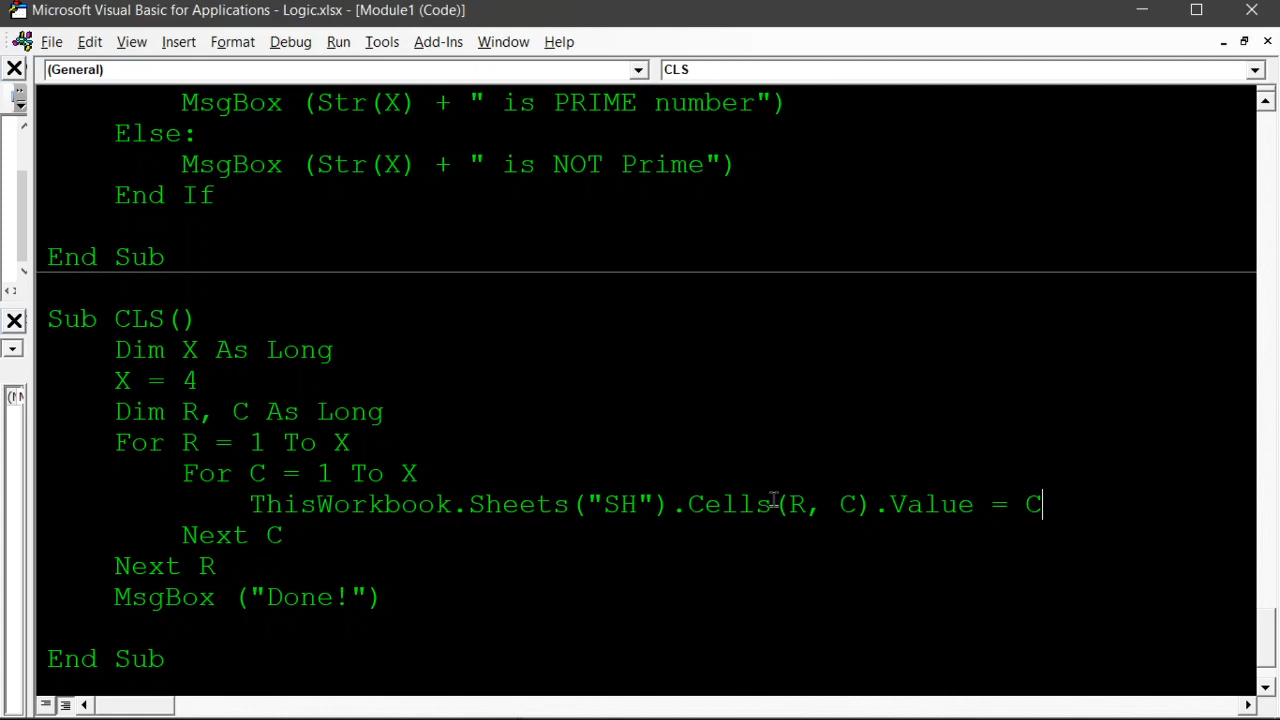 Microsoft Visual Basic for Applications - Logic.xlsx - [Module1 (Code)]
File Edit View Insert Format Debug Run Tools Add-Ins Window Help
(General) CLS
MsgBox (Str(X) + " is PRIME number")
Else:
MsgBox (Str(X) + " is NOT Prime")
End If
End Sub
Sub CLS()
Dim X As Long
X = 4
Dim R, C As Long
For R = 1 To X
For C = 1 To X
ThisWorkbook.Sheets("SH").Cells(R, C).Value = C
Next C
Next R
MsgBox ("Done!")
End Sub